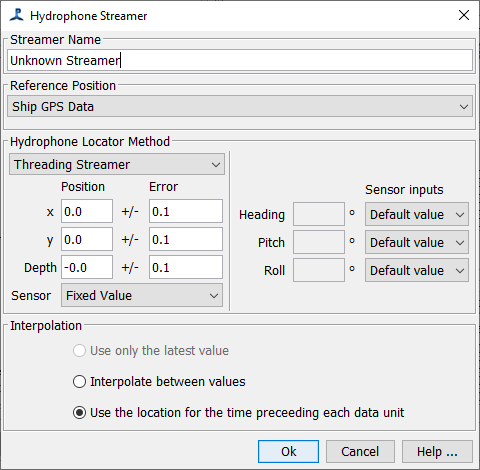 Hydrophone Streamer
Streamer Name
Unknown Streamer
Reference Position
Ship GPS Data
Hydrophone Locator Method
Threading Streamer
Position Error
x 0.0 +/- 0.1
y 0.0 +/- 0.1
Depth -0.0 +/- 0.1
Sensor Fixed Value
Sensor inputs
Heading ° Default value
Pitch ° Default value
Roll ° Default value
Interpolation
Use only the latest value
Interpolate between values
Use the location for the time preceeding each data unit
Ok Cancel Help ...